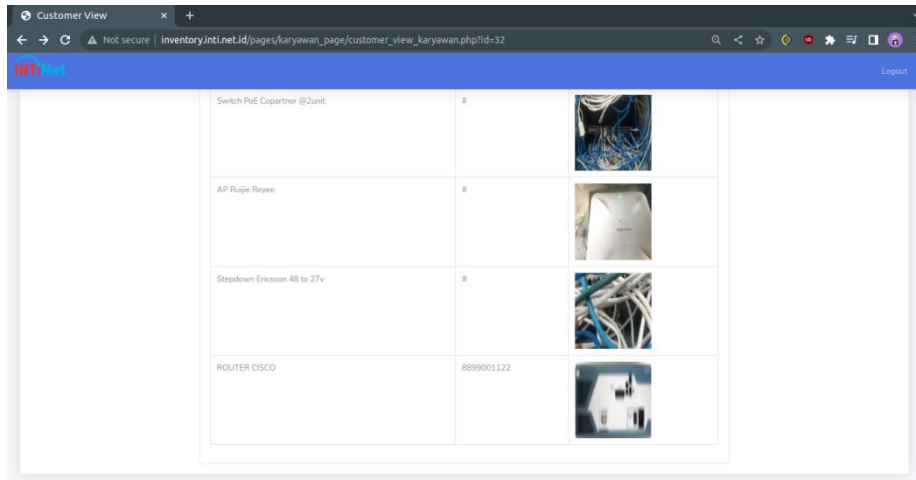 Customer View
Not secure | inventory.inti.net.id/pages/karyawan_page/customer_view_karyawan.php?id=32
INTiNet
Logout
Switch PoE Copartner @2unit #
AP Ruijie Reyee #
Stepdown Ericsson 48 to 27v #
ROUTER CISCO 8899001122